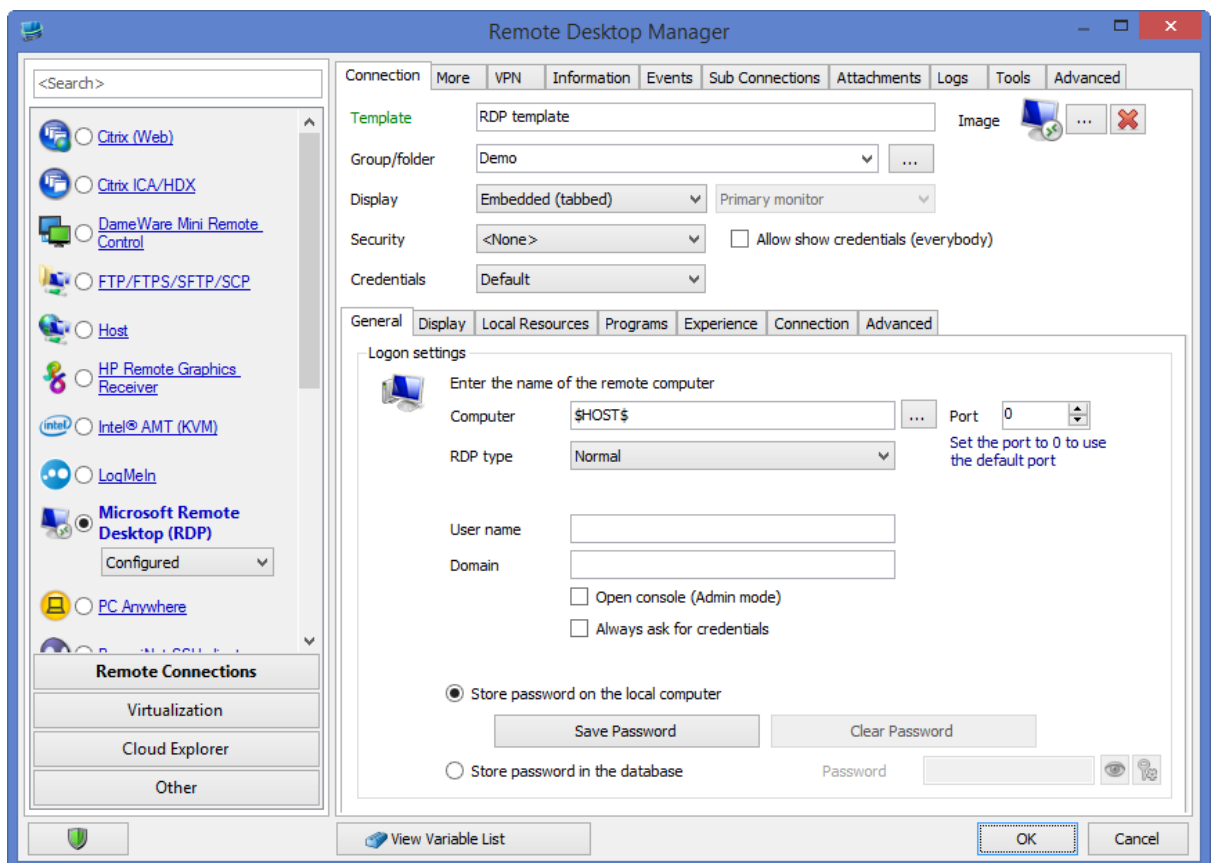 Remote Desktop Manager
<Search>
Citrix (Web)
Citrix ICA/HDX
DameWare Mini Remote
Control
FTP/FTPS/SFTP/SCP
Host
HP Remote Graphics
Receiver
intel Intel® AMT (KVM)
LogMeIn
Microsoft Remote
Desktop (RDP)
Configured
PC Anywhere
Remote Connections
Virtualization
Cloud Explorer
Other
Connection More VPN Information Events Sub Connections Attachments Logs Tools Advanced
Template RDP template Image ...
Group/folder Demo ...
Display Embedded (tabbed) Primary monitor
Security <None> Allow show credentials (everybody)
Credentials Default
General Display Local Resources Programs Experience Connection Advanced
Logon settings
Enter the name of the remote computer
Computer $HOST$ ... Port 0
Set the port to 0 to use
the default port
RDP type Normal
User name
Domain
Open console (Admin mode)
Always ask for credentials
Store password on the local computer
Save Password Clear Password
Store password in the database Password
View Variable List OK Cancel